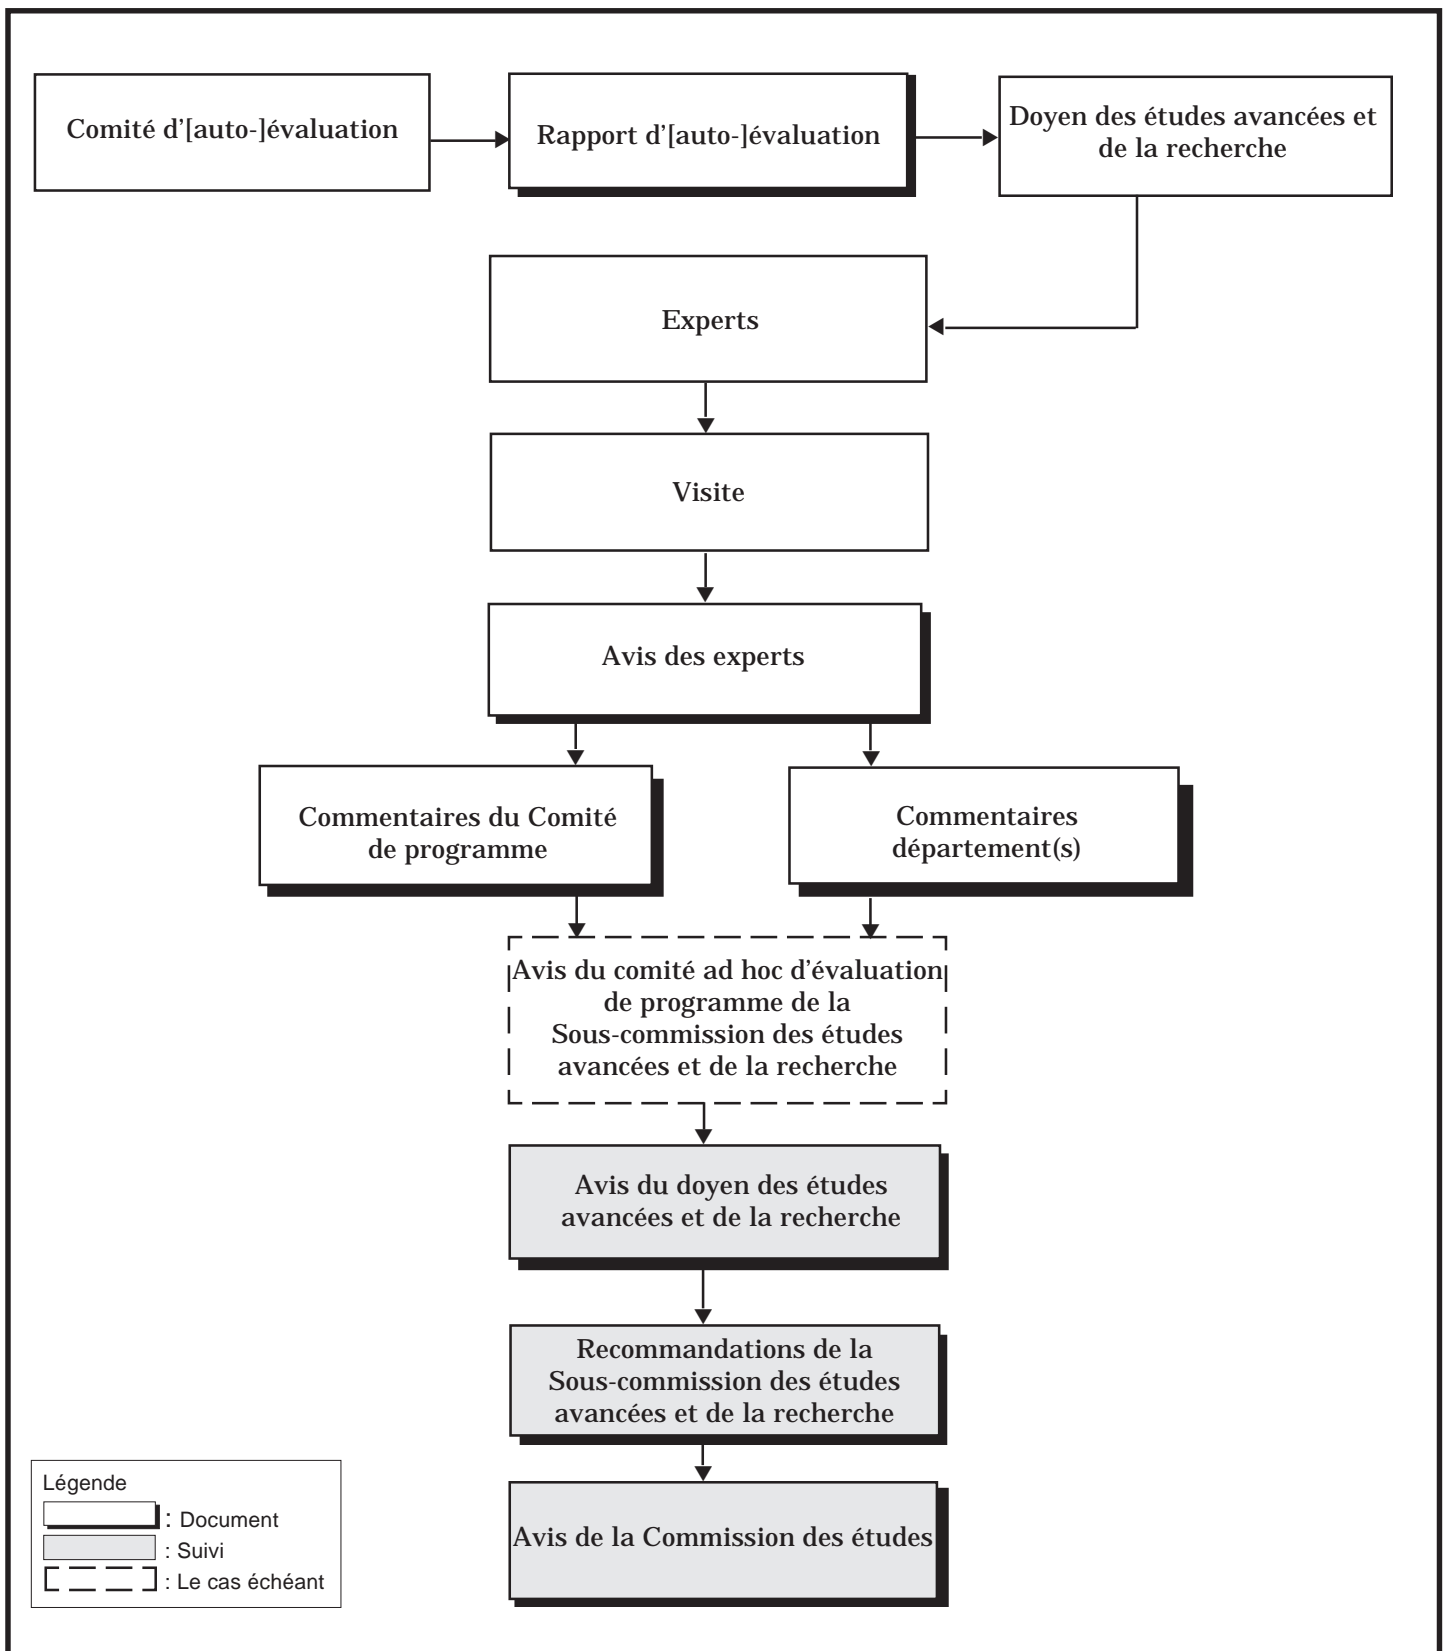 Comité d'[auto-]évaluation
Rapport d'[auto-]évaluation
Doyen des études avancées et
de la recherche
Experts
Visite
Avis des experts
Commentaires du Comité
de programme
Commentaires
département(s)
Avis du comité ad hoc d'évaluation
de programme de la
Sous-commission des études
avancées et de la recherche
Avis du doyen des études
avancées et de la recherche
Recommandations de la
Sous-commission des études
avancées et de la recherche
Avis de la Commission des études
Légende
: Document
: Suivi
: Le cas échéant